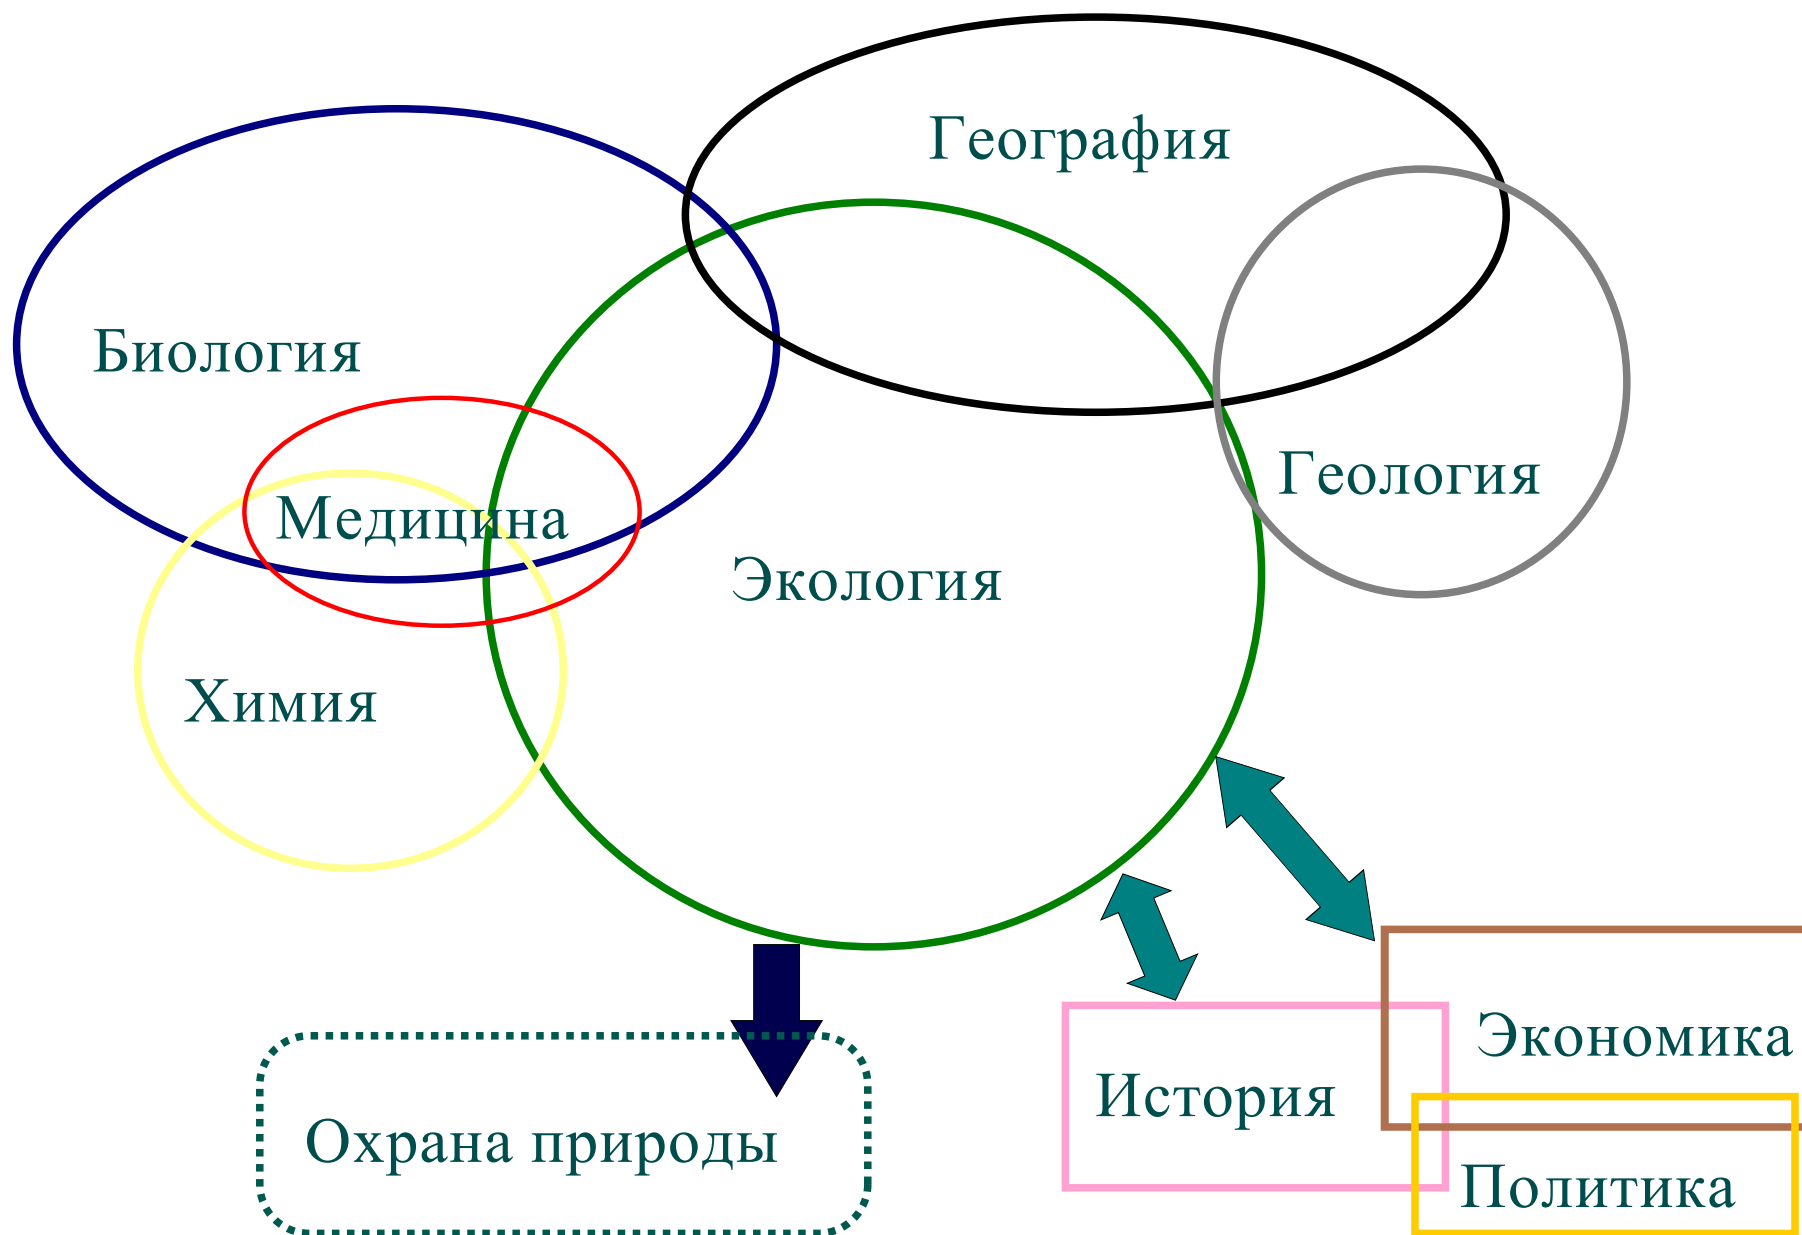 География
Биология
Геология
Медицина
Экология
Химия
Экономика
История
Охрана природы
Политика